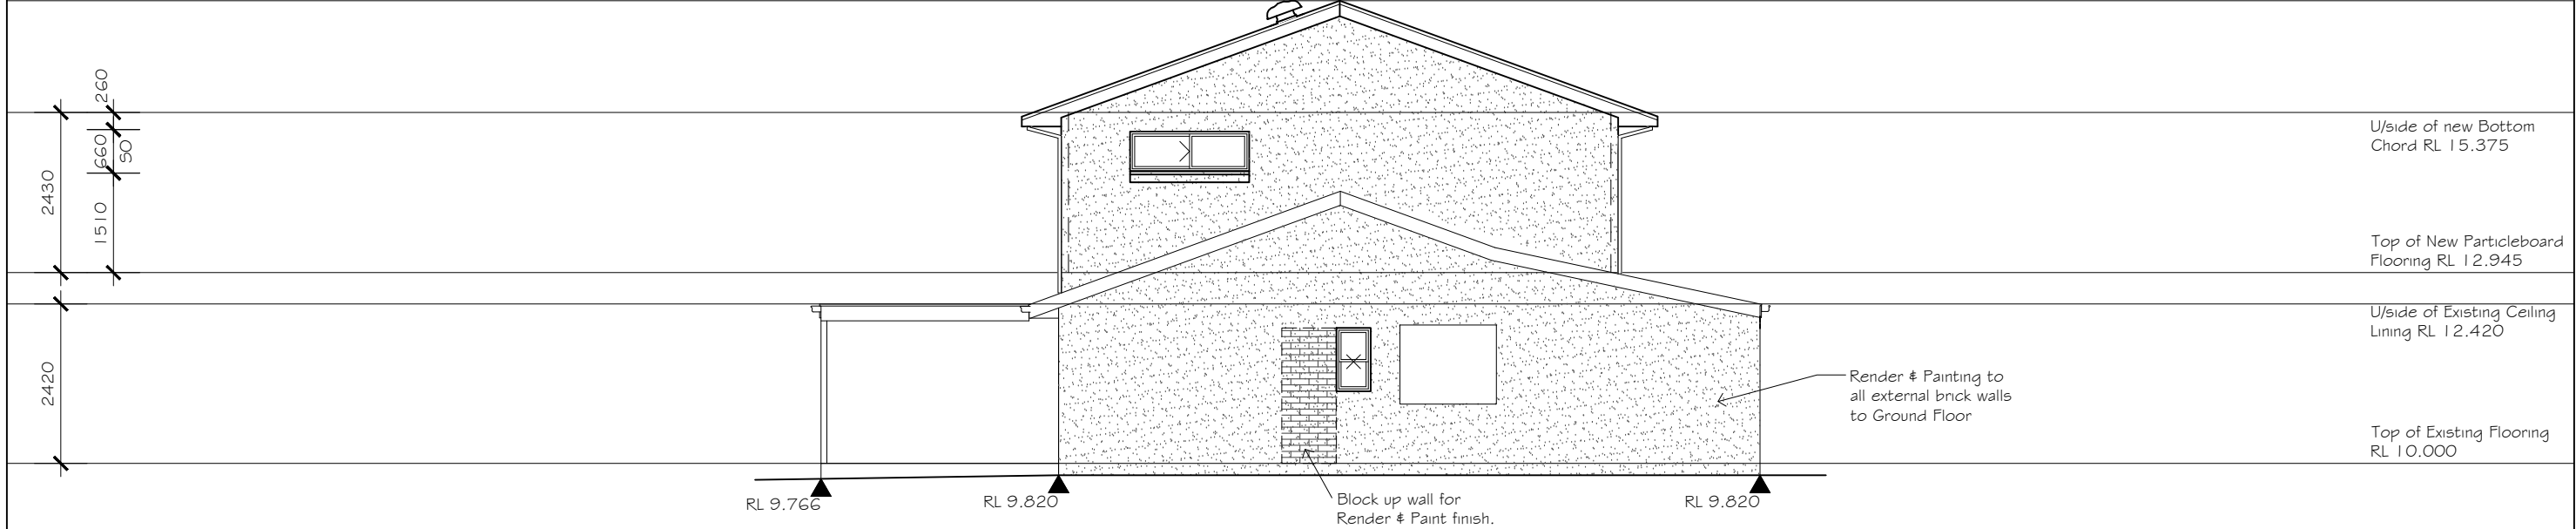 260
2430
660
50
1510
2420
U/side of new Bottom
Chord RL 15.375
Top of New Particleboard
Flooring RL 12.945
U/side of Existing Ceiling
Lining RL 12.420
Render & Painting to
all external brick walls
to Ground Floor
Top of Existing Flooring
RL 10.000
RL 9.766
RL 9.820
RL 9.820
Block up wall for
Render & Paint finish.